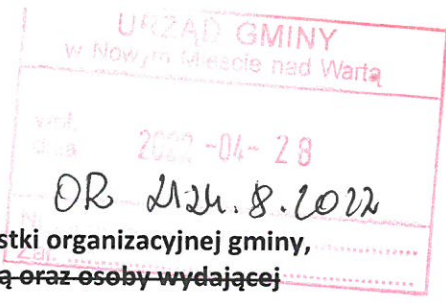 URZĄD GMINY
w Nowym Mieście nad Wartą
wpł.
dnia 2022 -04- 28
OR 2124.8.2022
stki organizacyjnej gminy,
Zał.
ą oraz osoby wydającej